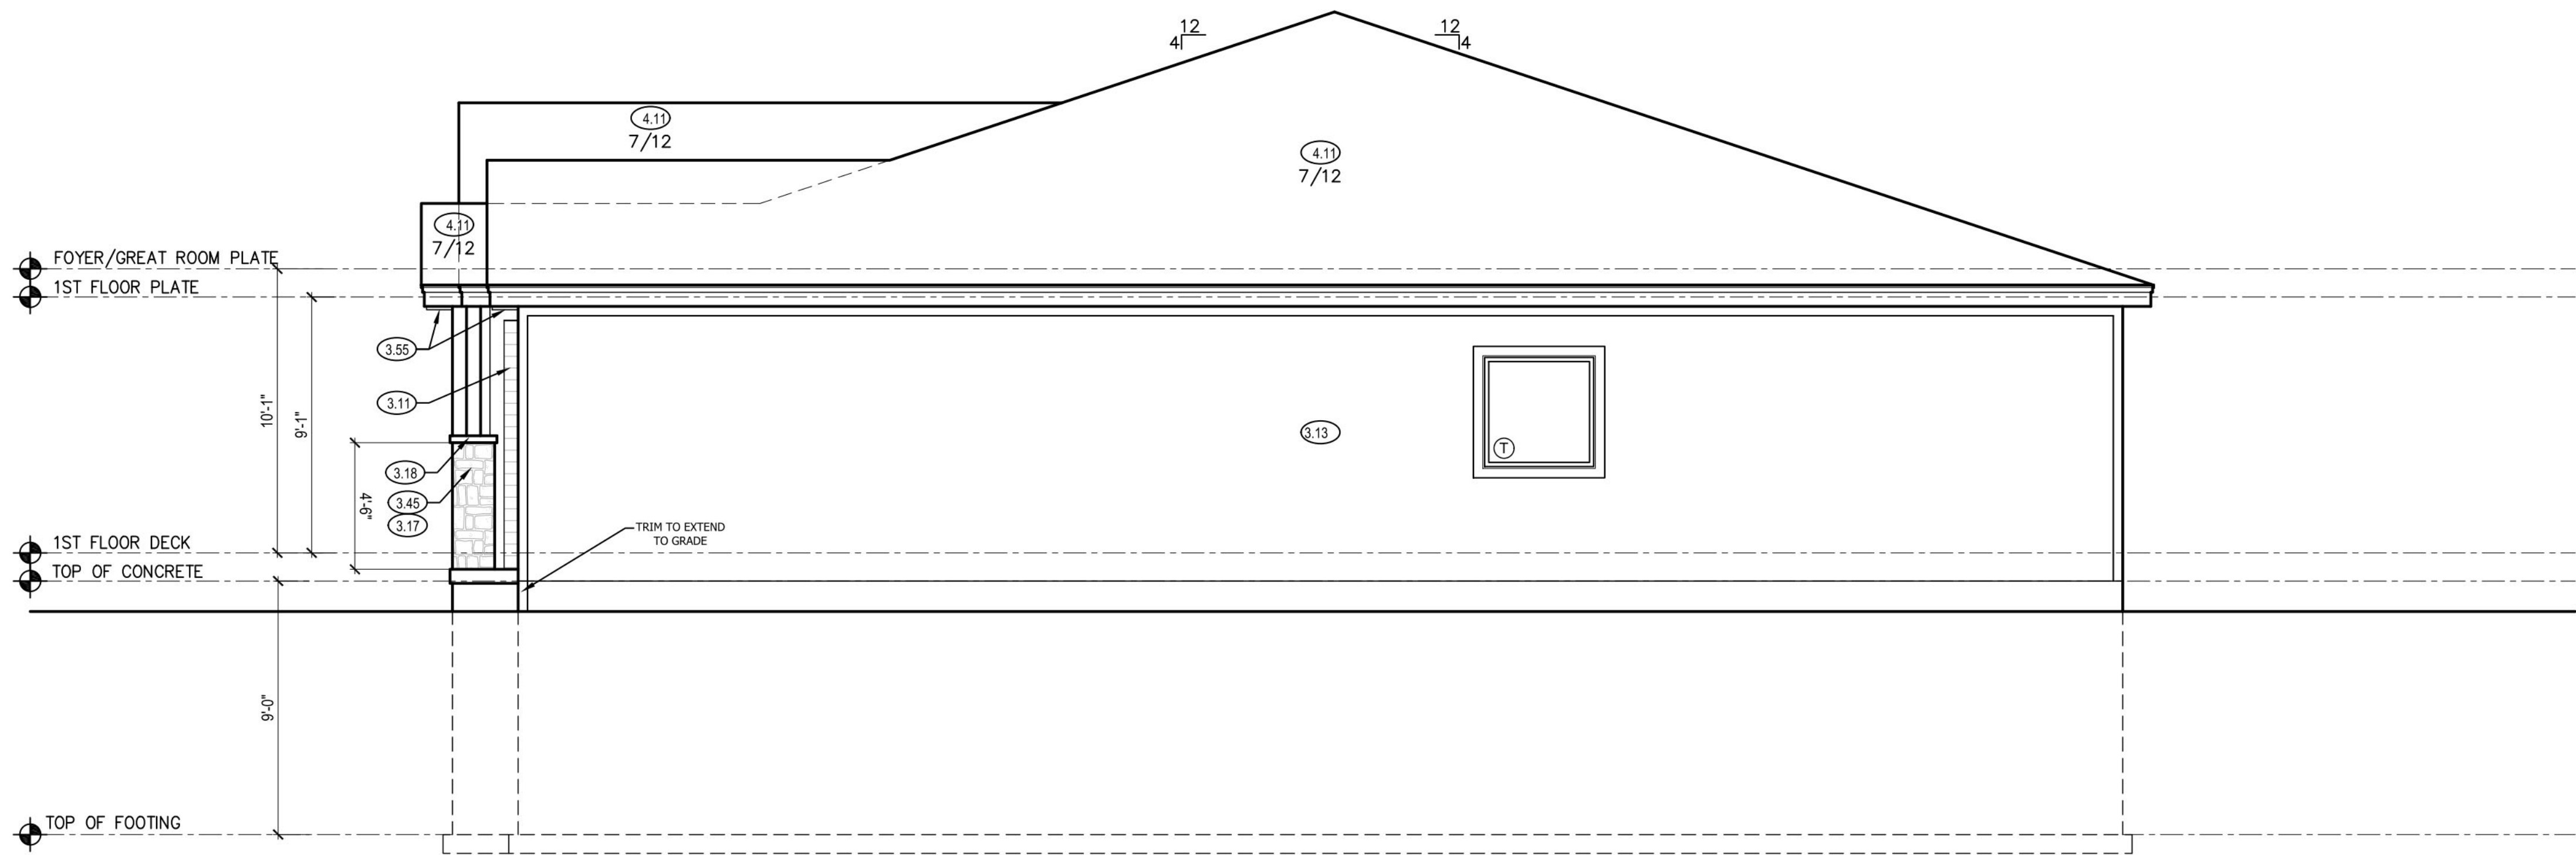 12
4
12
4
4.11
7/12
4.11
7/12
4.11
7/12
FOYER/GREAT ROOM PLATE
1ST FLOOR PLATE
3.55
3.11
10'-1"
9'-1"
3.13
T
3.18
3.45
3.17
4'-6"
TRIM TO EXTEND
TO GRADE
1ST FLOOR DECK
TOP OF CONCRETE
9'-0"
TOP OF FOOTING